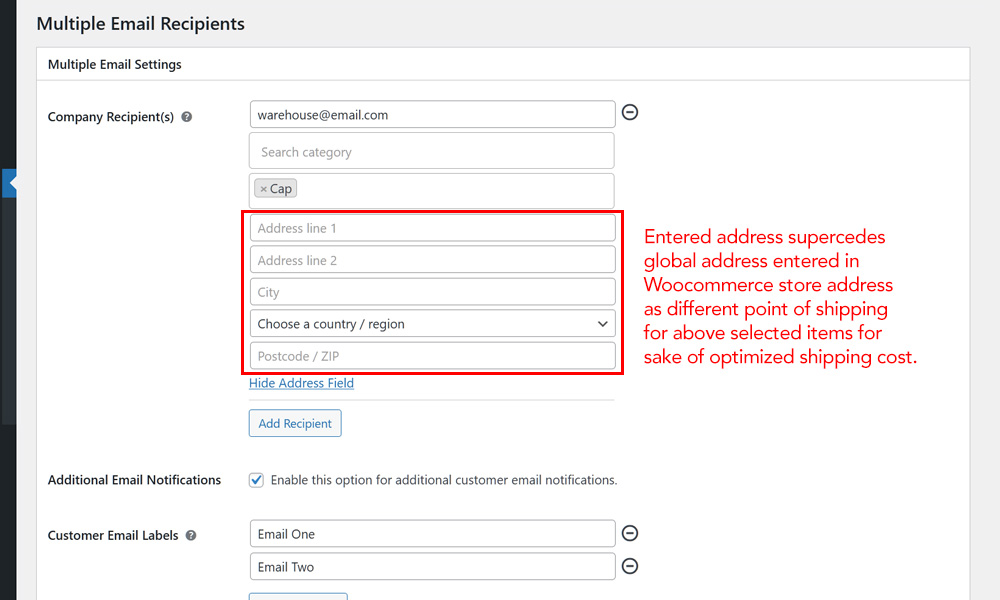 Multiple Email Recipients
Multiple Email Settings
Company Recipient(s) ?
warehouse@email.com
Search category
× Cap
Address line 1
Address line 2
City
Choose a country / region
Postcode / ZIP
Entered address supercedes
global address entered in
Woocommerce store address
as different point of shipping
for above selected items for
sake of optimized shipping cost.
Hide Address Field
Add Recipient
Additional Email Notifications
Enable this option for additional customer email notifications.
Customer Email Labels ?
Email One
Email Two